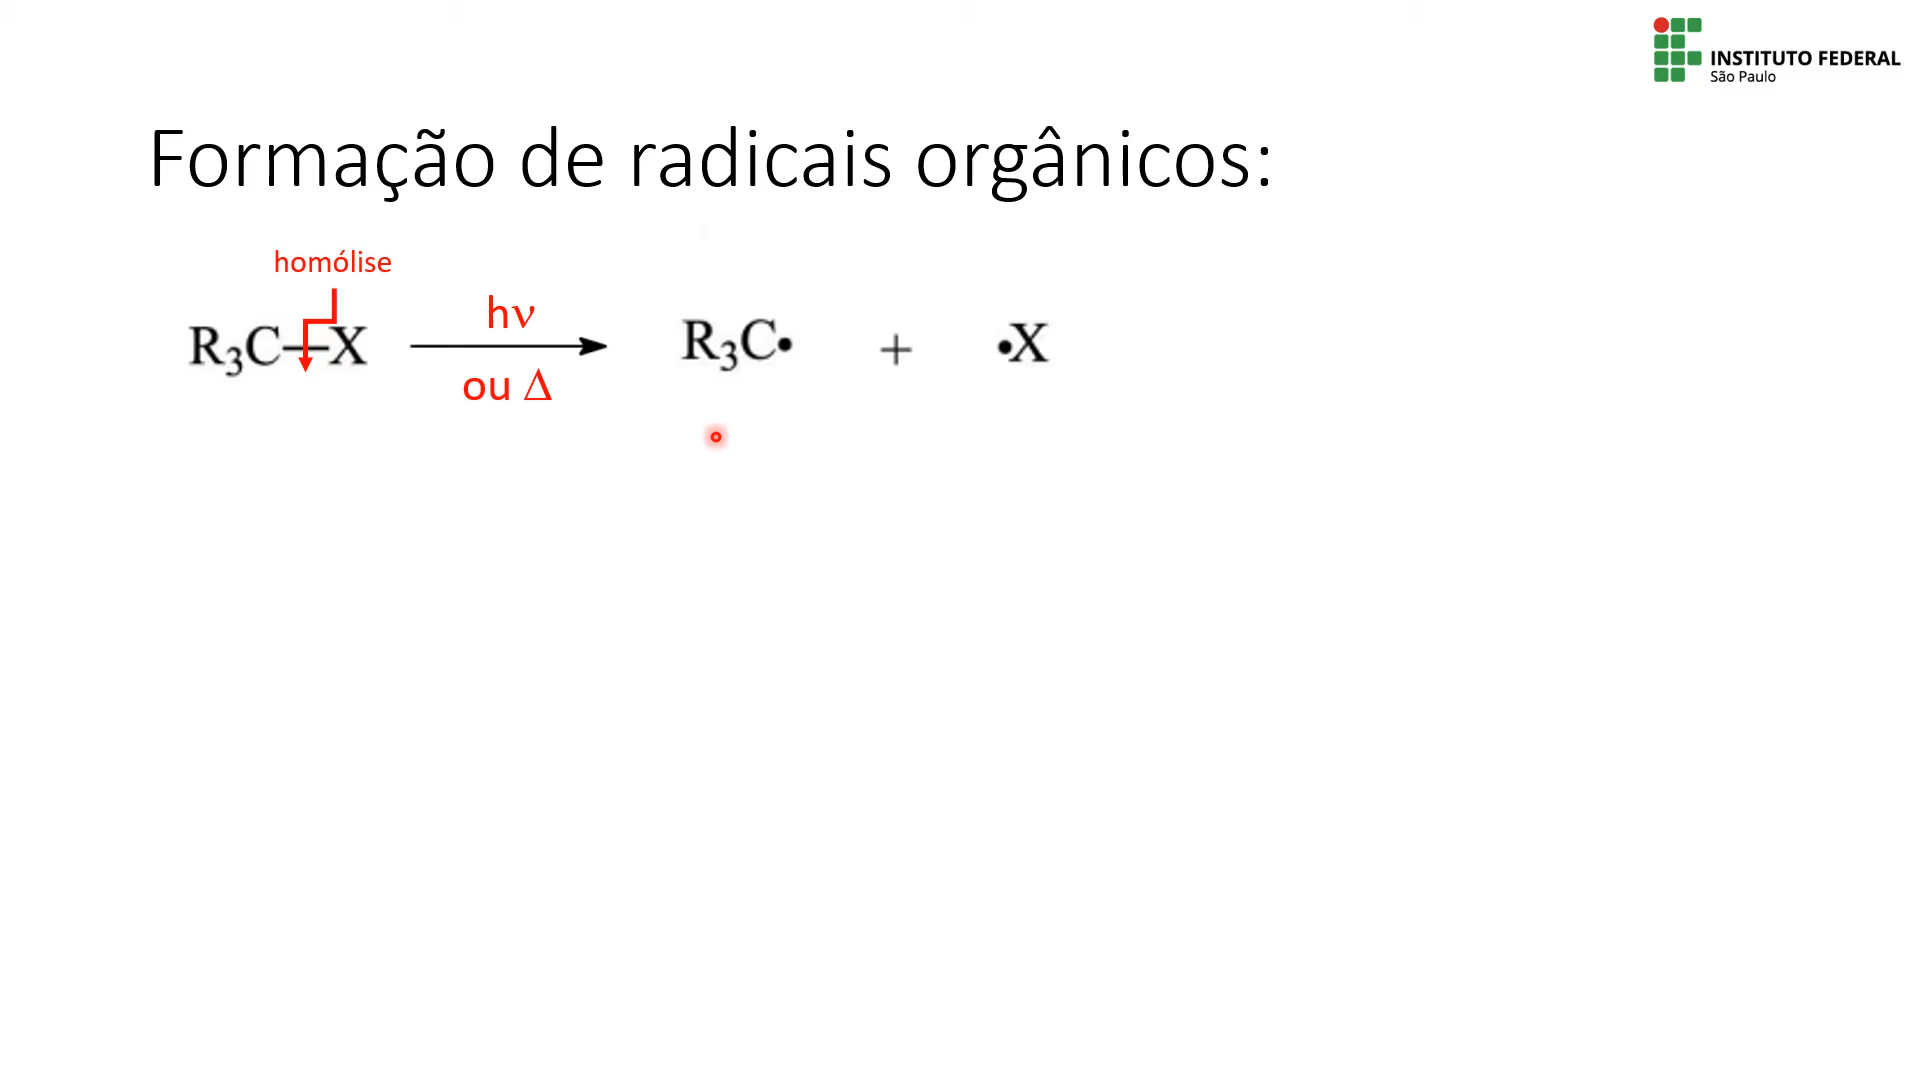 INSTITUTO FEDERAL
São Paulo
Formação de radicais orgânicos:
homólise
R₃C—X hν ou Δ R₃C• + •X